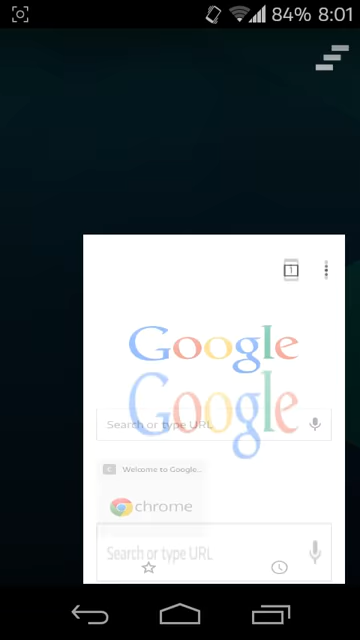 84% 8:01
1
Google
Google
Search or type URL
Welcome to Google...
chrome
Search or type URL